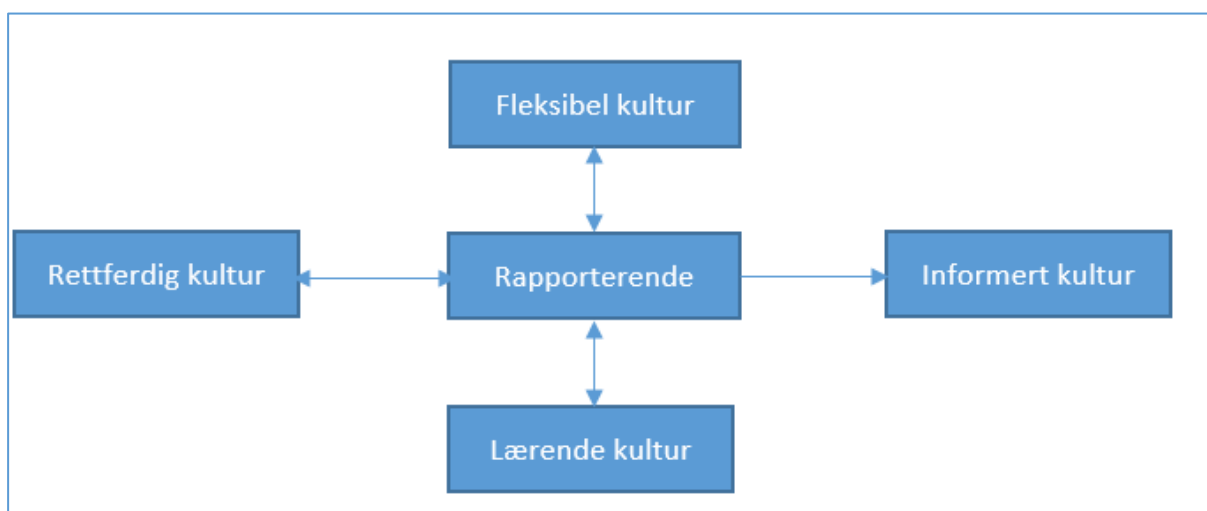 Fleksibel kultur
Rettferdig kultur
Rapporterende
Informert kultur
Lærende kultur